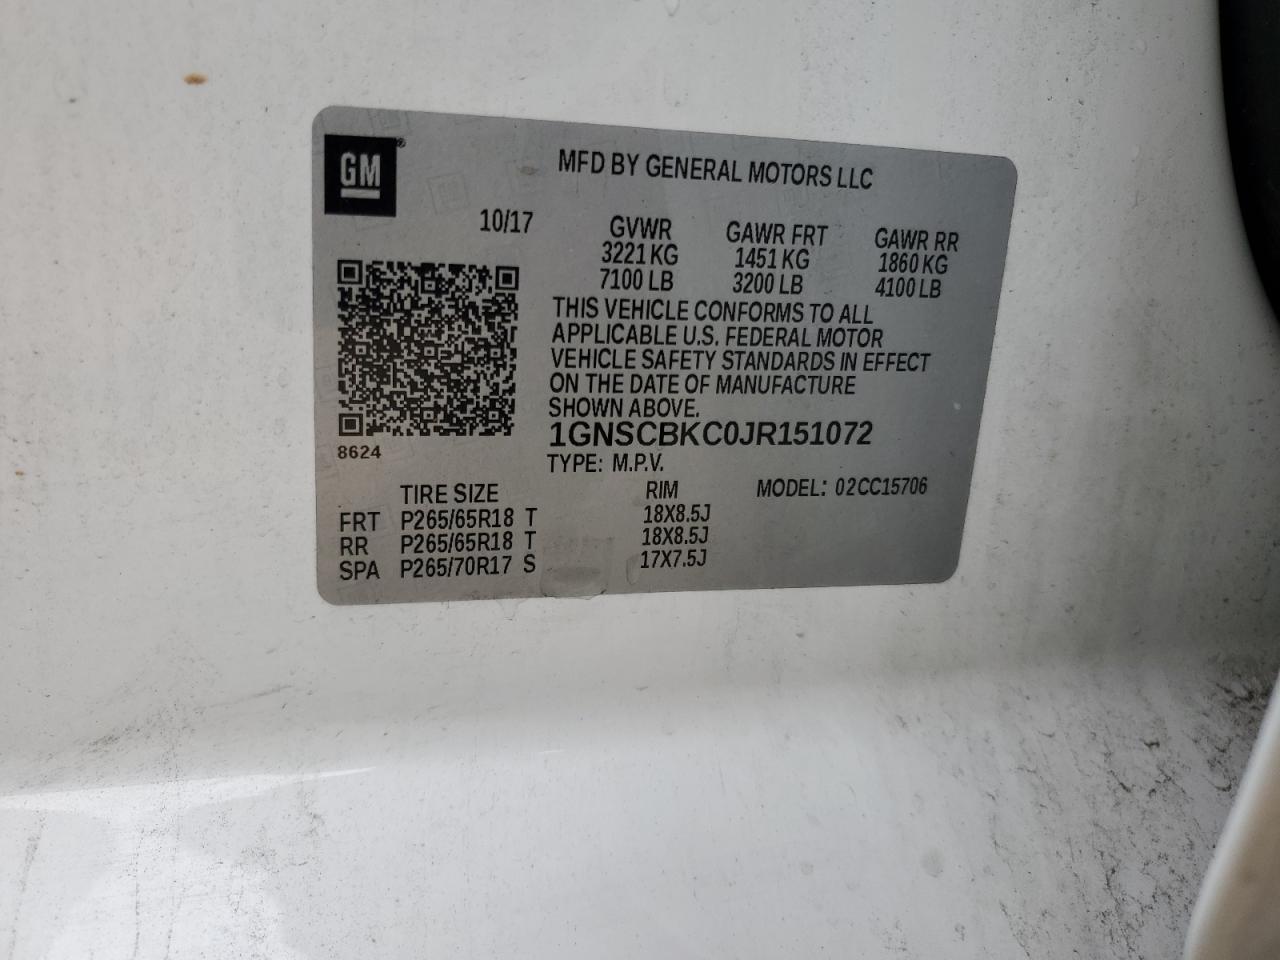 GM®
MFD BY GENERAL MOTORS LLC
10/17 GVWR GAWR FRT GAWR RR
3221 KG 1451 KG 1860 KG
7100 LB 3200 LB 4100 LB
THIS VEHICLE CONFORMS TO ALL
APPLICABLE U.S. FEDERAL MOTOR
VEHICLE SAFETY STANDARDS IN EFFECT
ON THE DATE OF MANUFACTURE
SHOWN ABOVE.
1GNSCBKC0JR151072
8624
TYPE: M.P.V.
TIRE SIZE RIM MODEL: 02CC15706
FRT P265/65R18 T 18X8.5J
RR P265/65R18 T 18X8.5J
SPA P265/70R17 S 17X7.5J